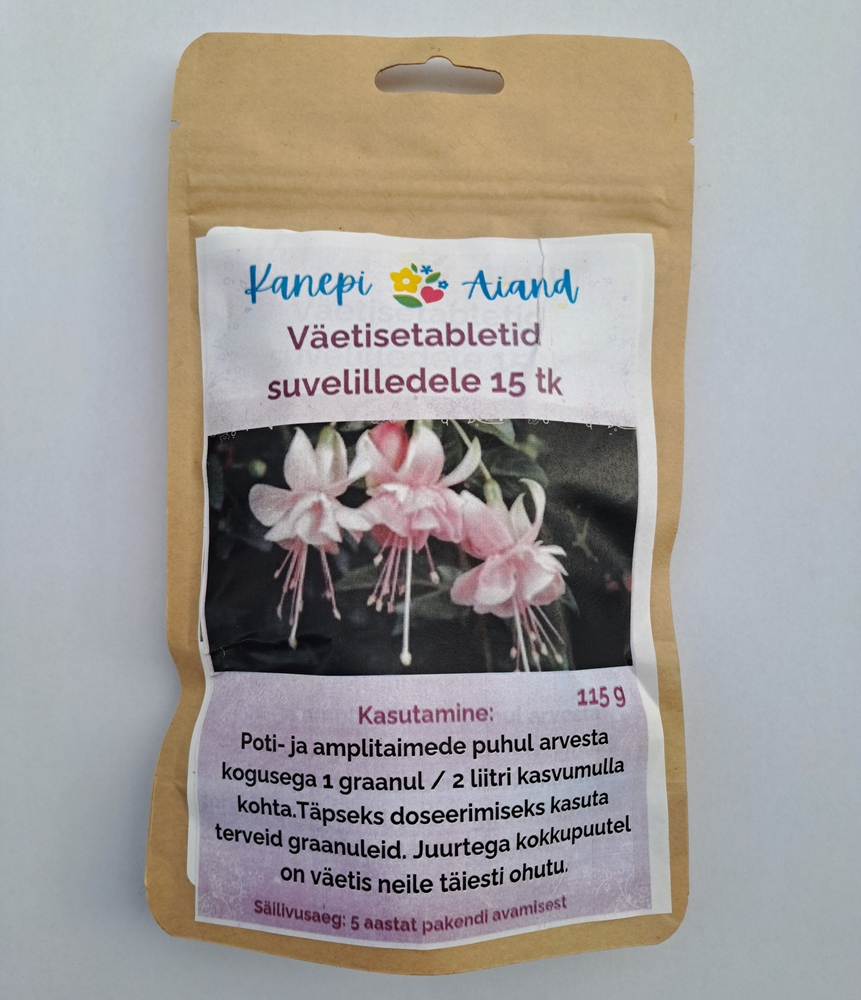 Kanepi Aiand
Väetisetabletid
suvelilledele 15 tk
115 g
Kasutamine:
Poti- ja amplitaimede puhul arvesta
kogusega 1 graanul / 2 liitri kasvumulla
kohta.Täpseks doseerimiseks kasuta
terveid graanuleid. Juurtega kokkupuutel
on väetis neile täiesti ohutu.
Säilivusaeg: 5 aastat pakendi avamisest